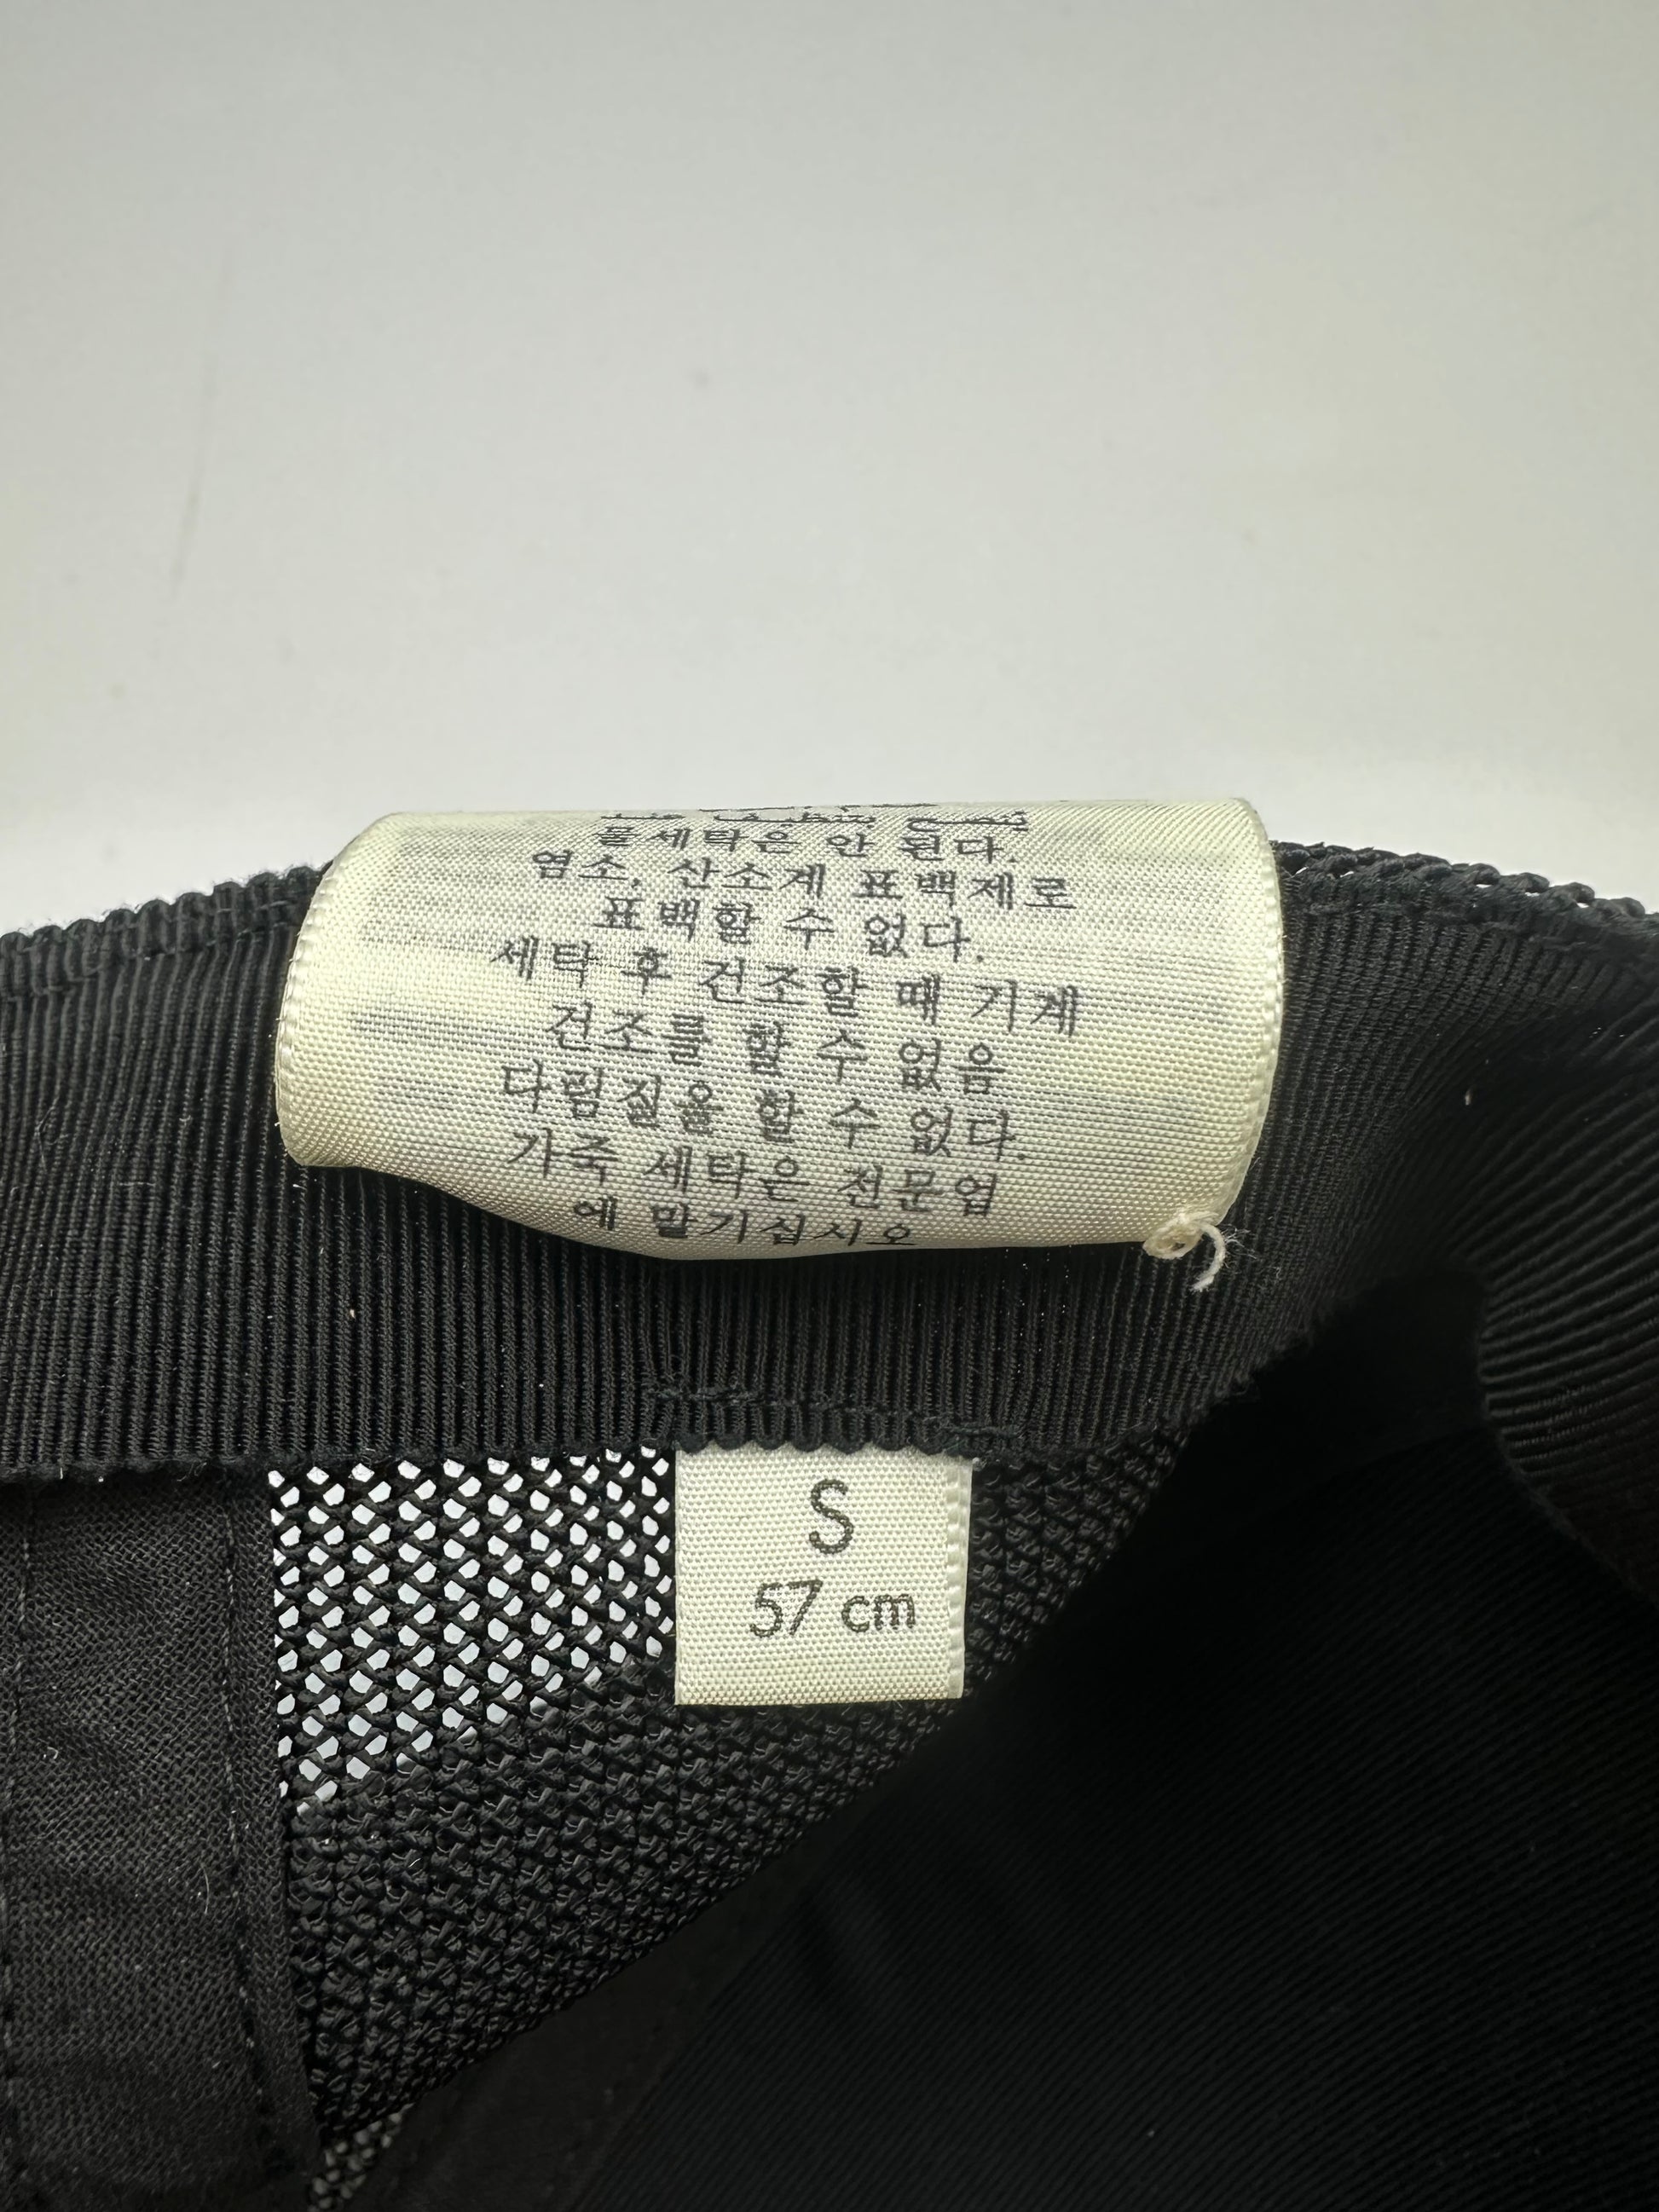 물세탁은 안 된다.
염소, 산소계 표백제로
표백할 수 없다.
세탁 후 건조할 때 기계
건조를 할 수 없음
다림질을 할 수 없다.
가죽 세탁은 전문업
에 맡기십시오
S
57 cm